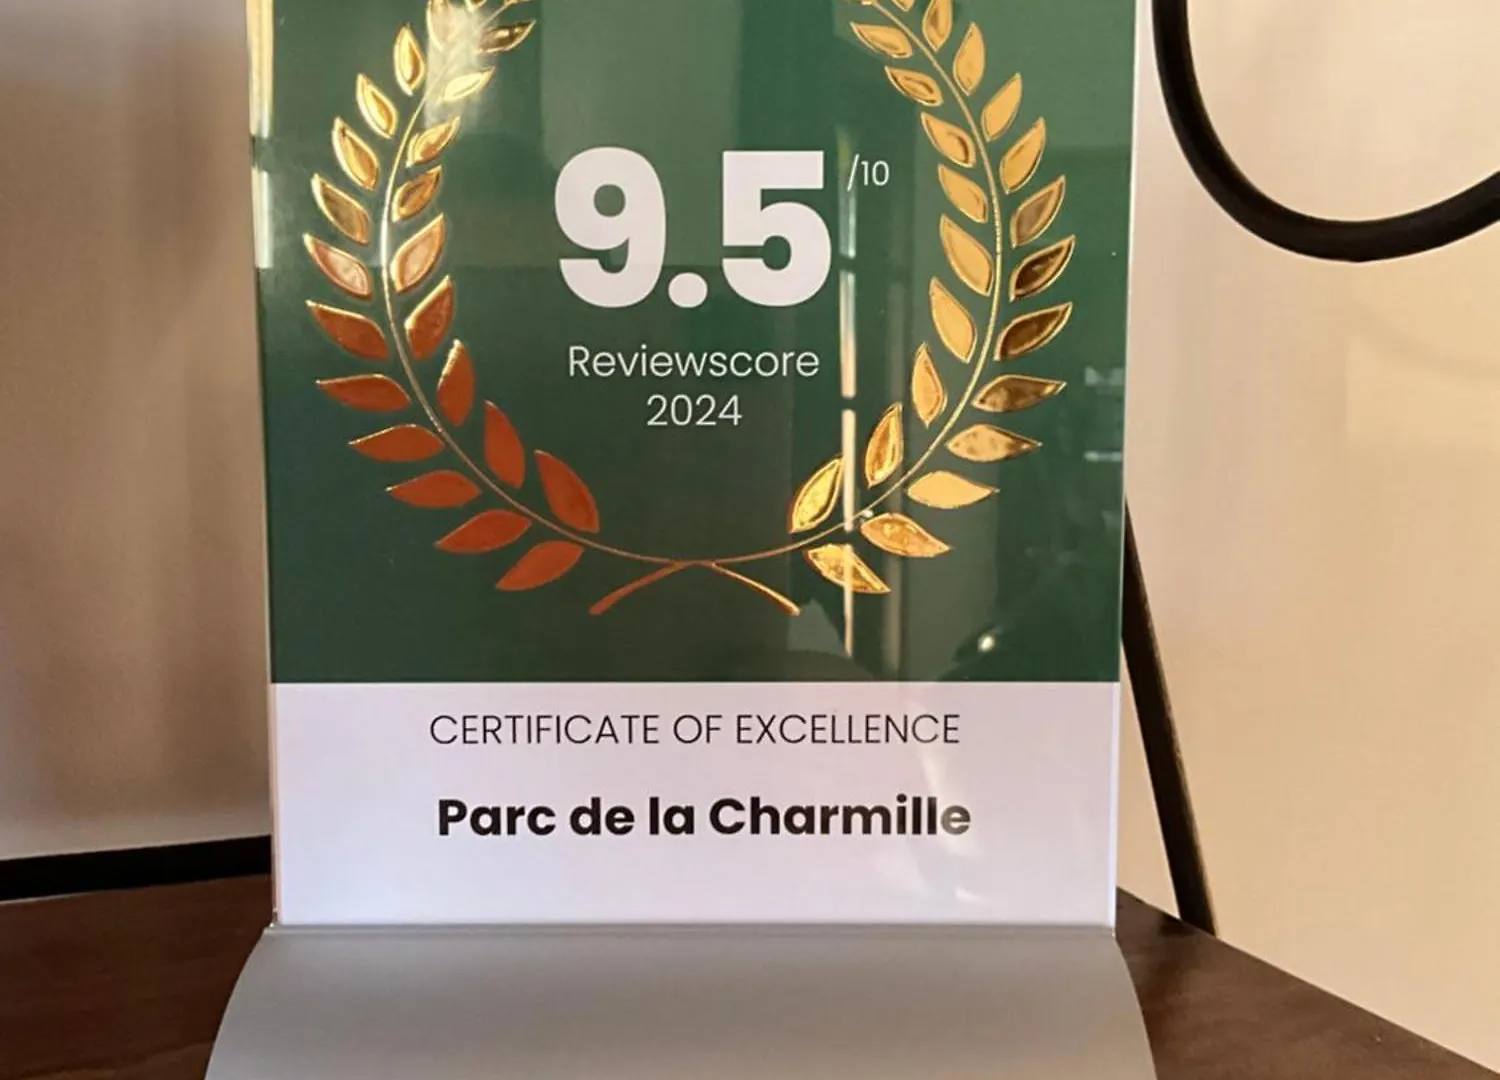 9.5 /10
Reviewscore
2024
CERTIFICATE OF EXCELLENCE
Parc de la Charmille